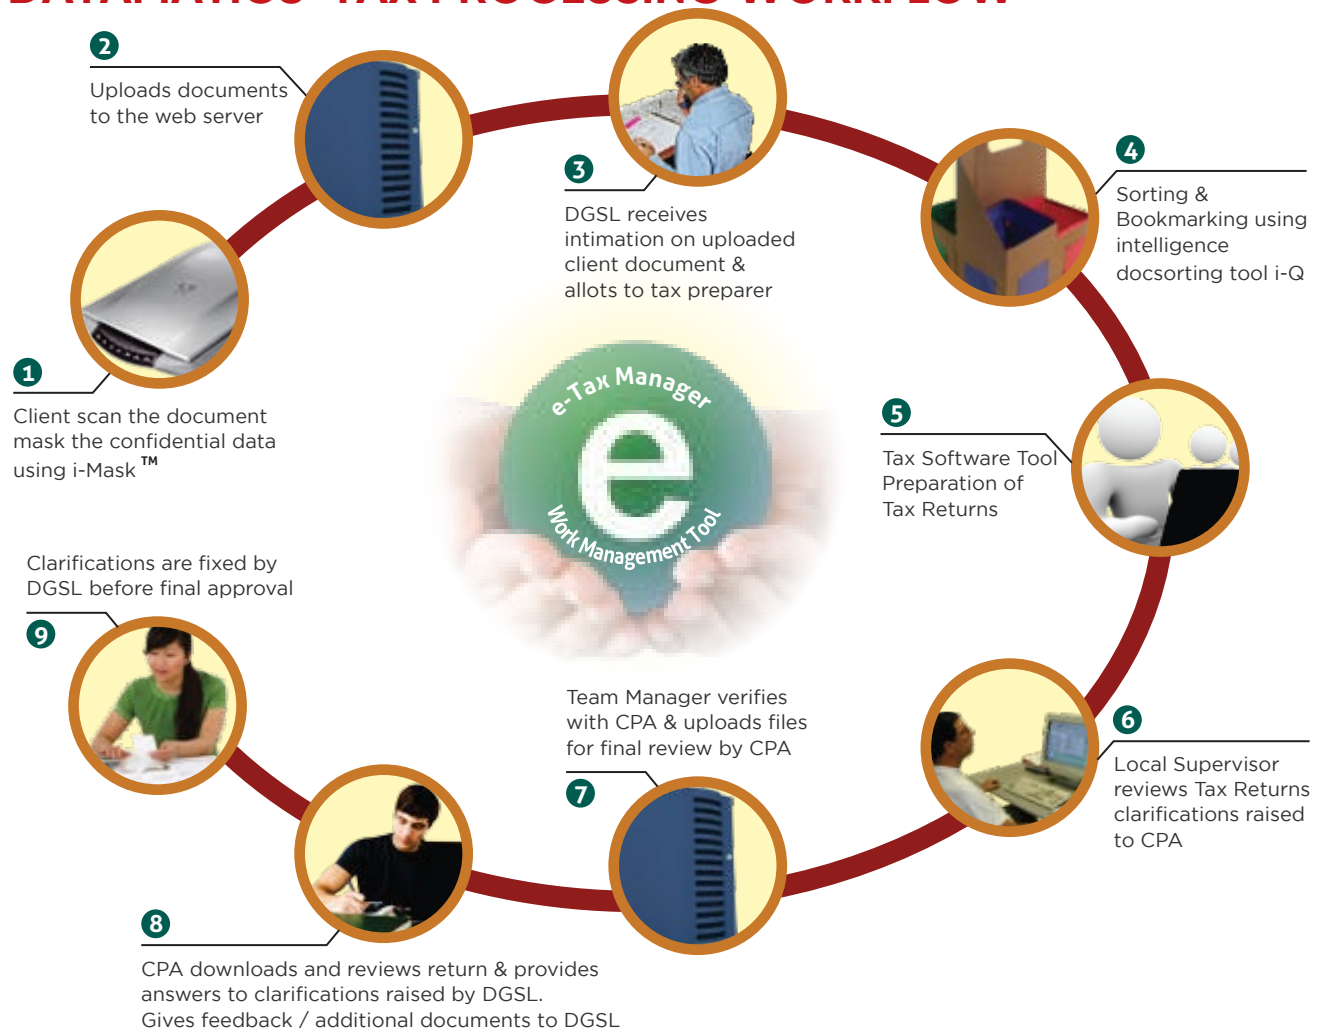 DATAMATICS' TAX PROCESSING WORKFLOW
2
Uploads documents
to the web server
3
DGSL receives
intimation on uploaded
client document &
allots to tax preparer
4
Sorting &
Bookmarking using
intelligence
docsorting tool i-Q
1
Client scan the document
mask the confidential data
using i-Mask ™
e-Tax Manager
e
Work Management Tool
5
Tax Software Tool
Preparation of
Tax Returns
Clarifications are fixed by
DGSL before final approval
9
6
Local Supervisor
reviews Tax Returns
clarifications raised
to CPA
Team Manager verifies
with CPA & uploads files
for final review by CPA
7
8
CPA downloads and reviews return & provides
answers to clarifications raised by DGSL.
Gives feedback / additional documents to DGSL